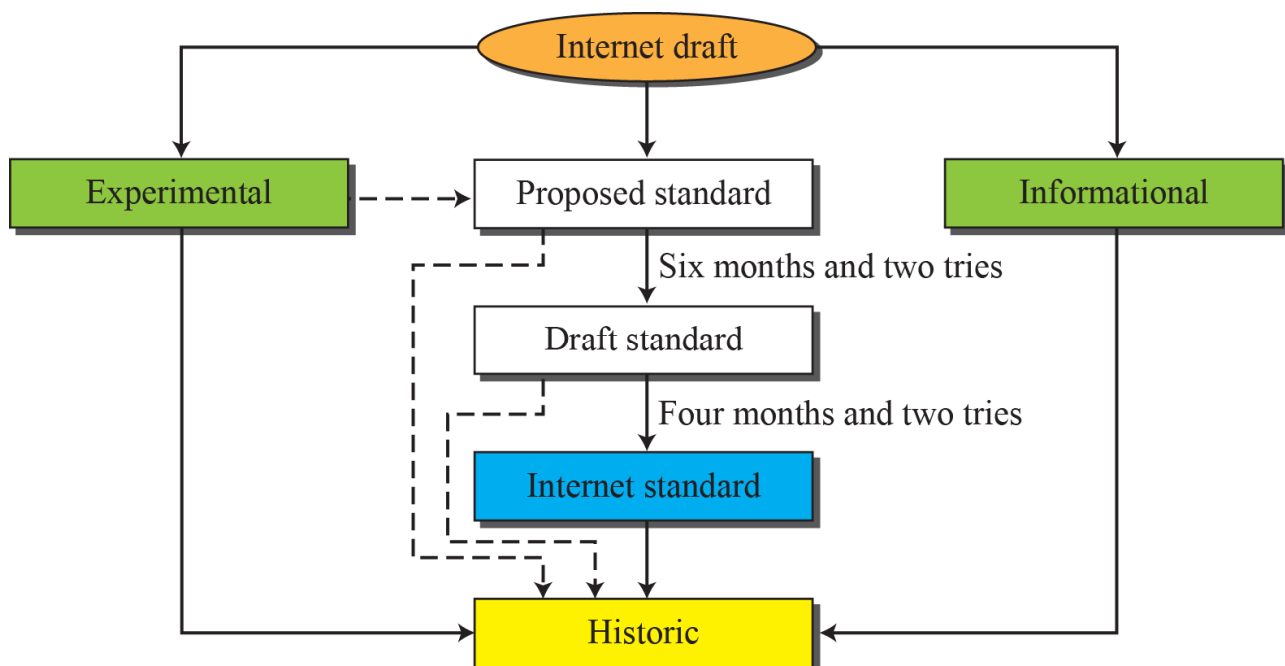 Internet draft
Experimental
Proposed standard
Informational
Six months and two tries
Draft standard
Four months and two tries
Internet standard
Historic